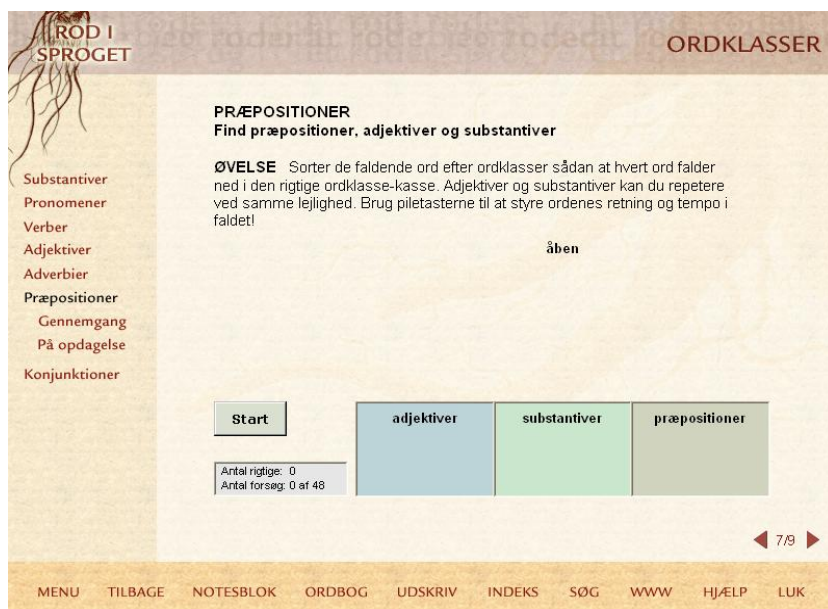 ROD I
SPROGET
ORDKLASSER
PRÆPOSITIONER
Find præpositioner, adjektiver og substantiver
ØVELSE Sorter de faldende ord efter ordklasser sådan at hvert ord falder
ned i den rigtige ordklasse-kasse. Adjektiver og substantiver kan du repetere
ved samme lejlighed. Brug piletasterne til at styre ordenes retning og tempo i
faldet!
åben
Substantiver
Pronomener
Verber
Adjektiver
Adverbier
Præpositioner
Gennemgang
På opdagelse
Konjunktioner
Start
adjektiver substantiver præpositioner
Antal rigtige: 0
Antal forsøg: 0 af 48
7/9
MENU TILBAGE NOTESBLOK ORDBOG UDSKRIV INDEKS SØG WWW HJÆLP LUK